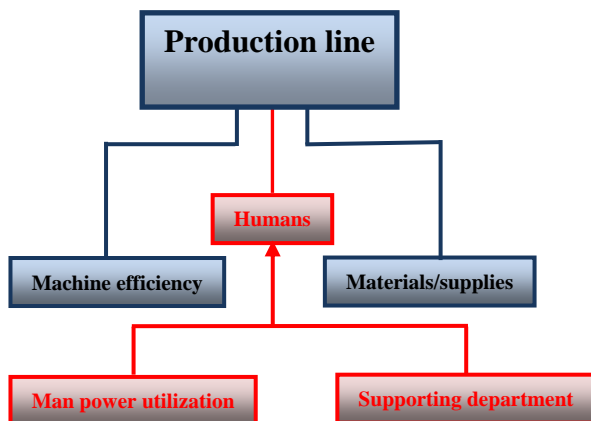 Production line
Humans
Machine efficiency
Materials/supplies
Man power utilization
Supporting department